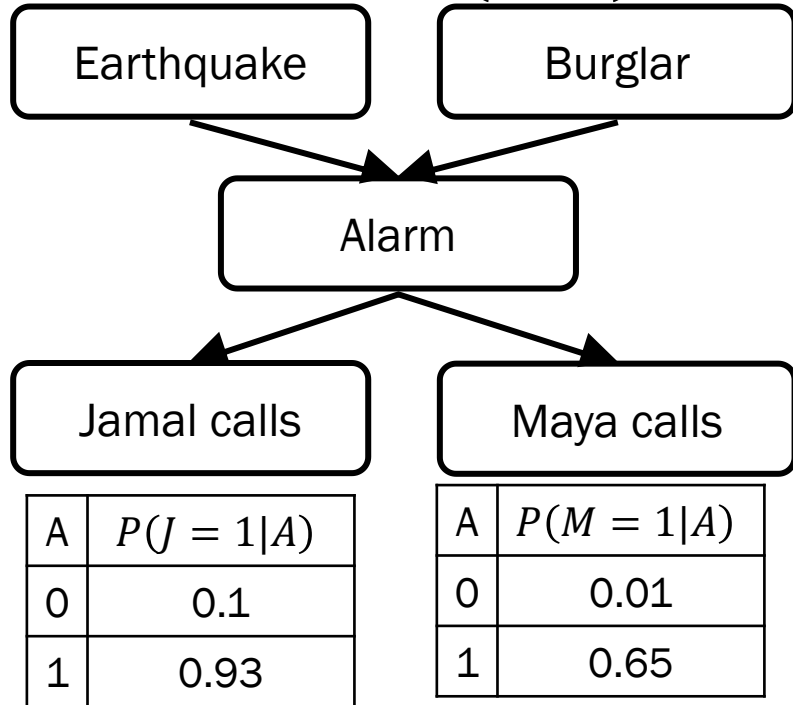 Earthquake
Burglar
Alarm
Jamal calls
Maya calls
A P(J = 1|A)
0 0.1
1 0.93
A P(M = 1|A)
0 0.01
1 0.65